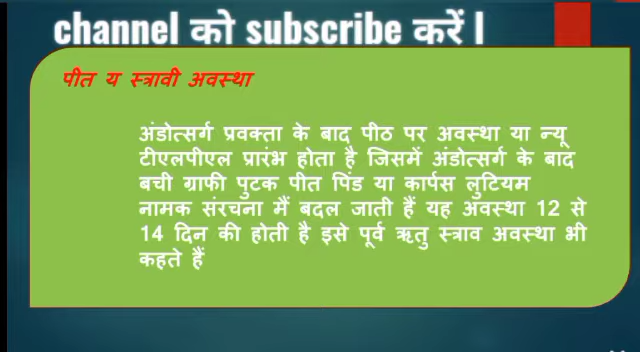 channel को subscribe करें l
पीत य स्त्रावी अवस्था
अंडोत्सर्ग प्रवक्ता के बाद पीठ पर अवस्था या न्यू
टीएलपीएल प्रारंभ होता है जिसमें अंडोत्सर्ग के बाद
बची ग्राफी पुटक पीत पिंड या कार्पस लुटियम
नामक संरचना मैं बदल जाती हैं यह अवस्था 12 से
14 दिन की होती है इसे पूर्व ऋतु स्त्राव अवस्था भी
कहते हैं